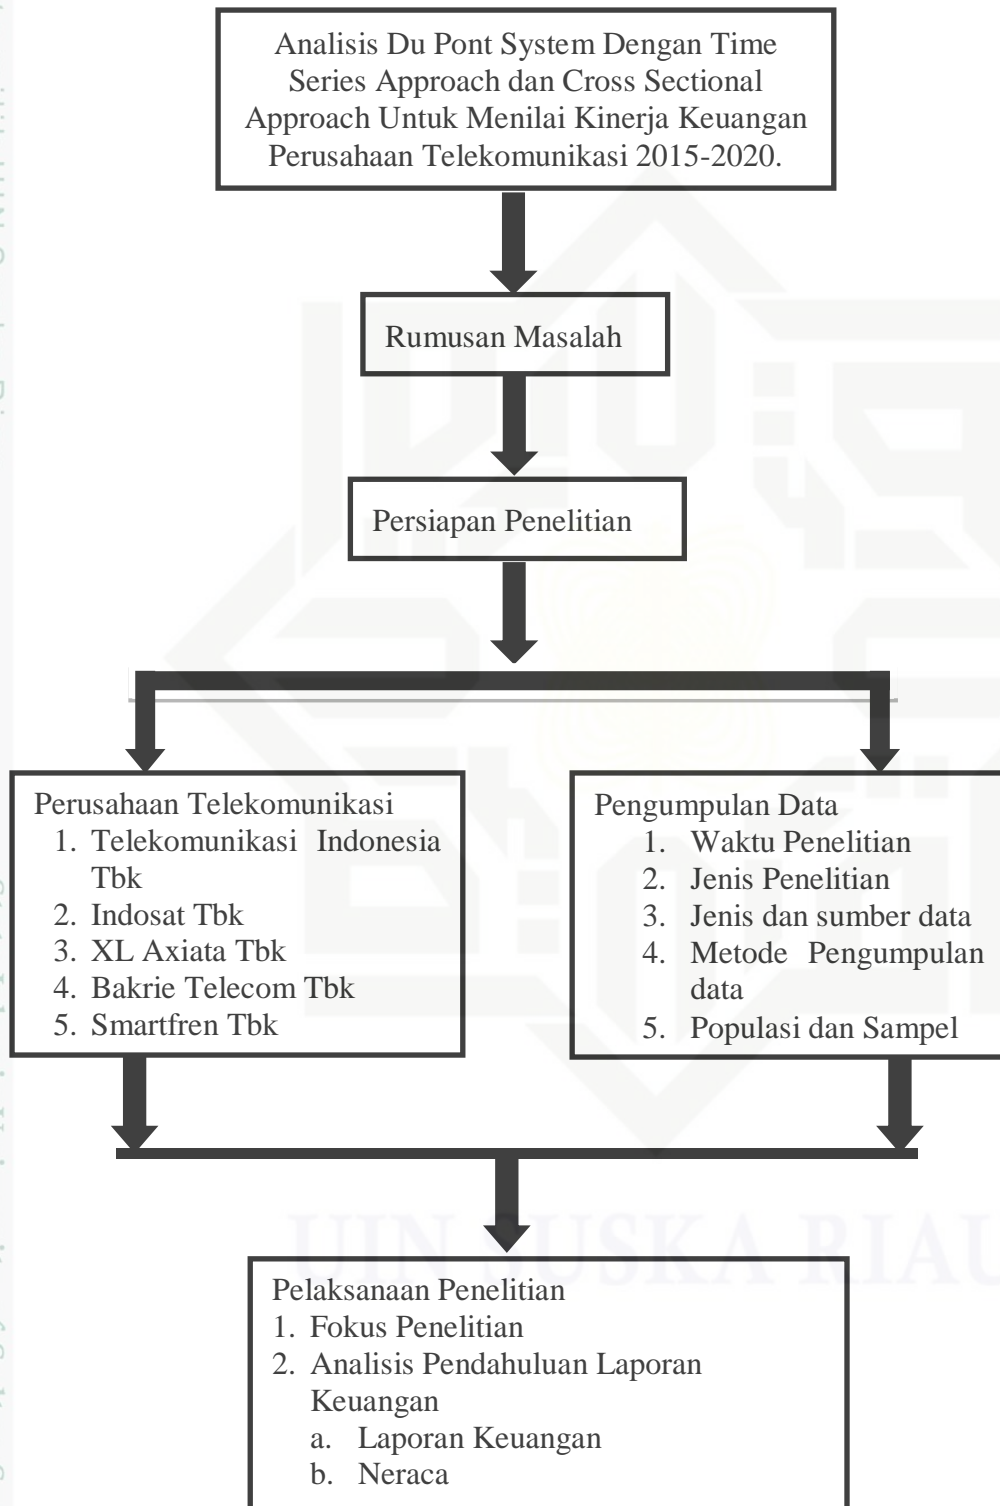 Analisis Du Pont System Dengan Time
Series Approach dan Cross Sectional
Approach Untuk Menilai Kinerja Keuangan
Perusahaan Telekomunikasi 2015-2020.
Rumusan Masalah
Persiapan Penelitian
Perusahaan Telekomunikasi
1. Telekomunikasi Indonesia
Tbk
2. Indosat Tbk
3. XL Axiata Tbk
4. Bakrie Telecom Tbk
5. Smartfren Tbk
Pengumpulan Data
1. Waktu Penelitian
2. Jenis Penelitian
3. Jenis dan sumber data
4. Metode Pengumpulan
data
5. Populasi dan Sampel
UIN SUSKA RIAU
Pelaksanaan Penelitian
1. Fokus Penelitian
2. Analisis Pendahuluan Laporan
Keuangan
a. Laporan Keuangan
b. Neraca